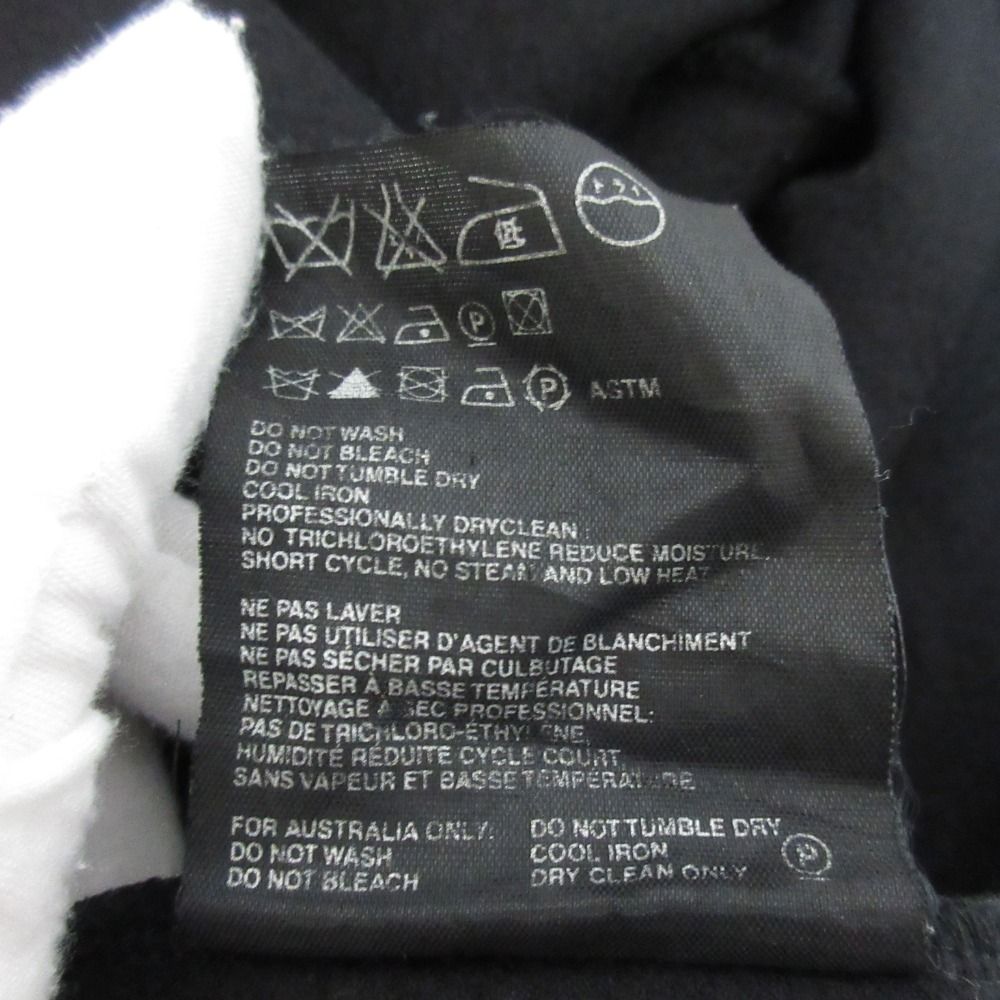 ドライ
低
P
P ASTM
DO NOT WASH
DO NOT BLEACH
DO NOT TUMBLE DRY
COOL IRON
PROFESSIONALLY DRYCLEAN:
NO TRICHLOROETHYLENE REDUCE MOISTURE,
SHORT CYCLE, NO STEAM AND LOW HEAT
NE PAS LAVER
NE PAS UTILISER D'AGENT DE BLANCHIMENT
NE PAS SÉCHER PAR CULBUTAGE
REPASSER À BASSE TEMPÉRATURE
NETTOYAGE À SEC PROFESSIONNEL:
PAS DE TRICHLORO-ÉTHYLÈNE,
HUMIDITÉ RÉDUITE CYCLE COURT,
SANS VAPEUR ET BASSE TEMPÉRATURE
FOR AUSTRALIA ONLY:
DO NOT WASH
DO NOT BLEACH
DO NOT TUMBLE DRY
COOL IRON
DRY CLEAN ONLY
P